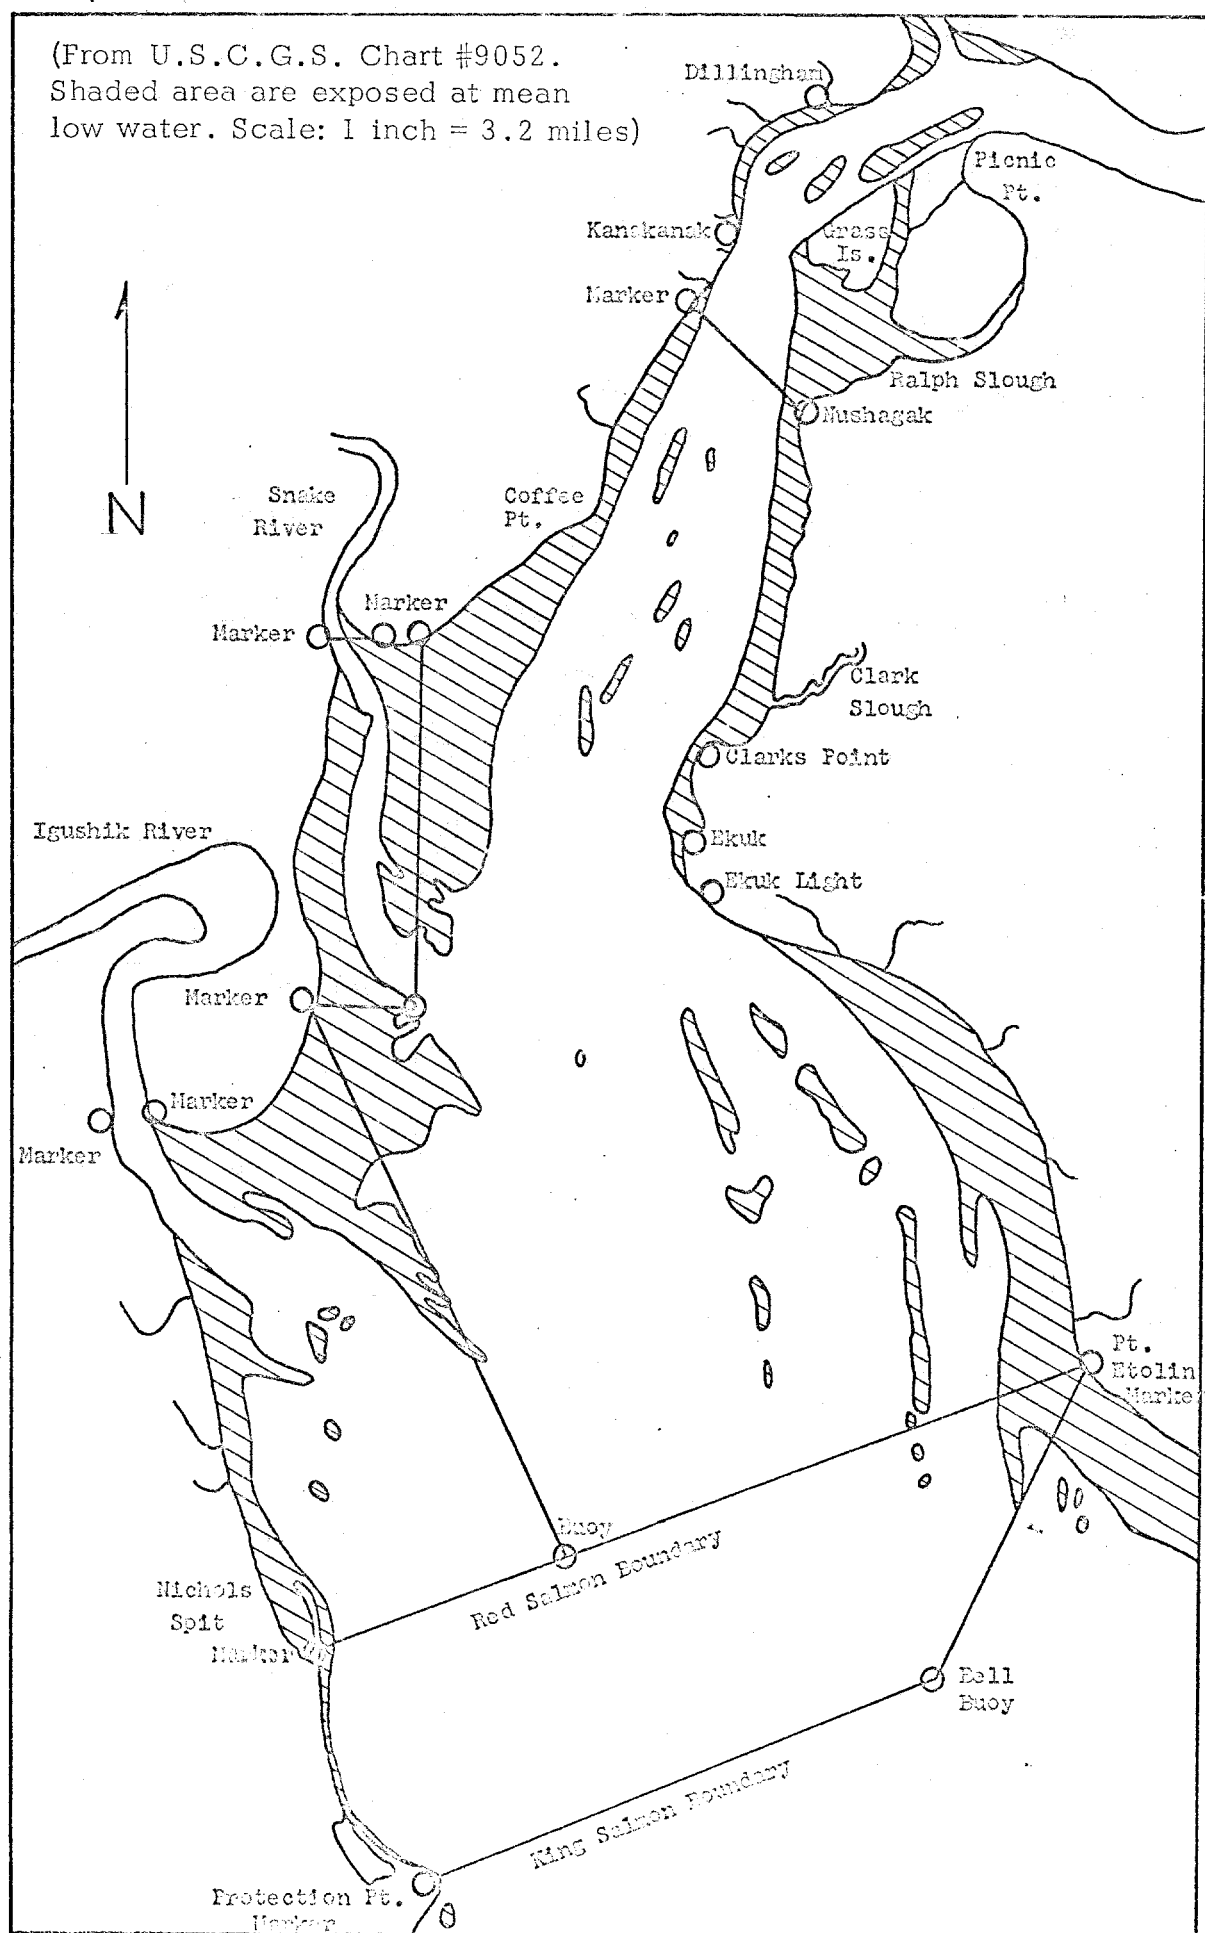 (From U.S.C.G.S. Chart #9052.
Shaded area are exposed at mean
low water. Scale: 1 inch = 3.2 miles)
Dillingham
Picnic
Pt.
Kanakanak
Grass
Is.
Marker
Ralph Slough
Nushagak
N
Snake
River
Coffee
Pt.
Marker
Marker
Clark
Slough
Clarks Point
Igushik River
Ekuk
Ekuk Light
Marker
Marker
Marker
Pt.
Etolin
Marke
Buoy
Red Salmon Boundary
Nichols
Spit
Marker
Bell
Buoy
King Salmon Boundary
Protection Pt.
Marker